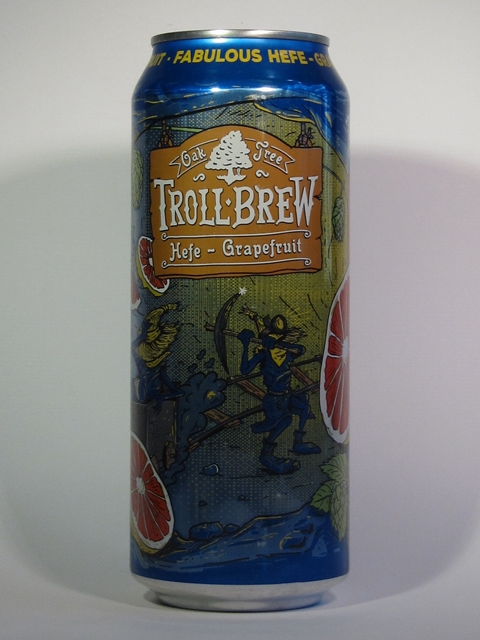 · FABULOUS HEFE -
Oak Tree
TROLL·BREW
Hefe - Grapefruit